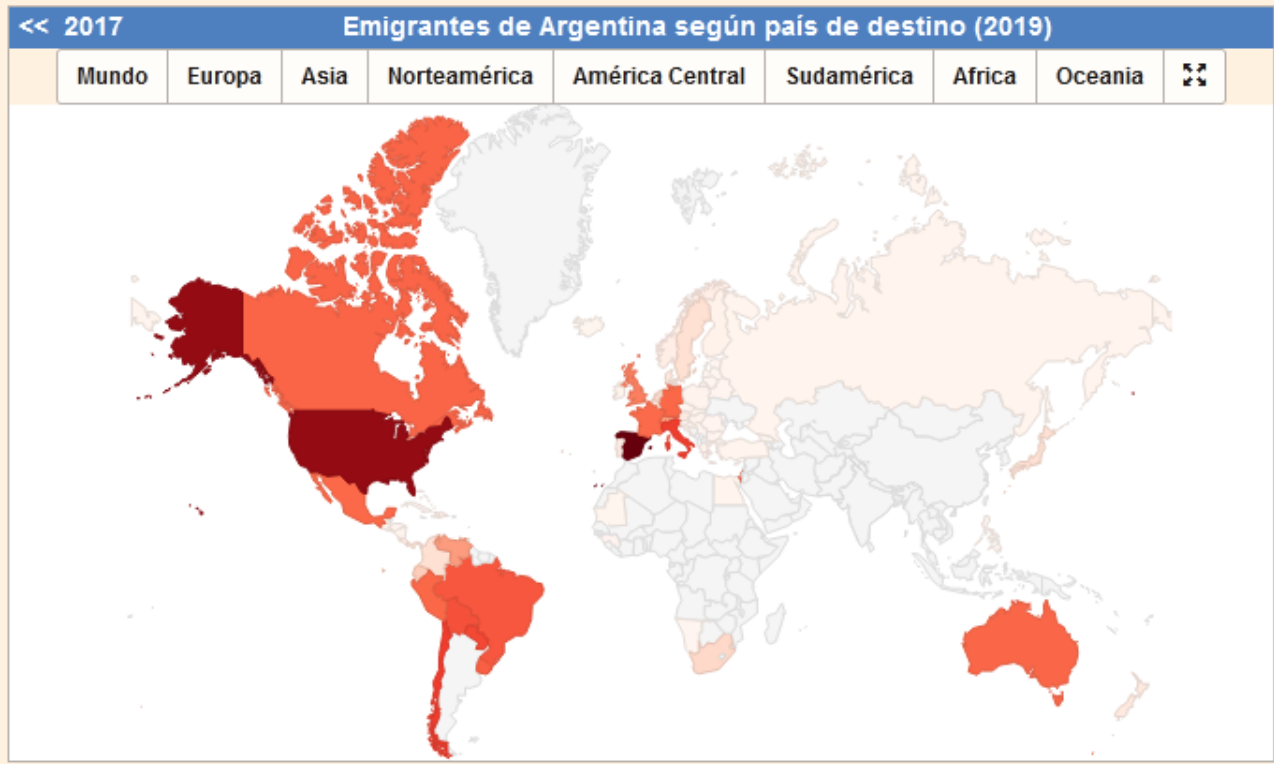 << 2017 Emigrantes de Argentina según país de destino (2019)
Mundo Europa Asia Norteamérica América Central Sudamérica Africa Oceania